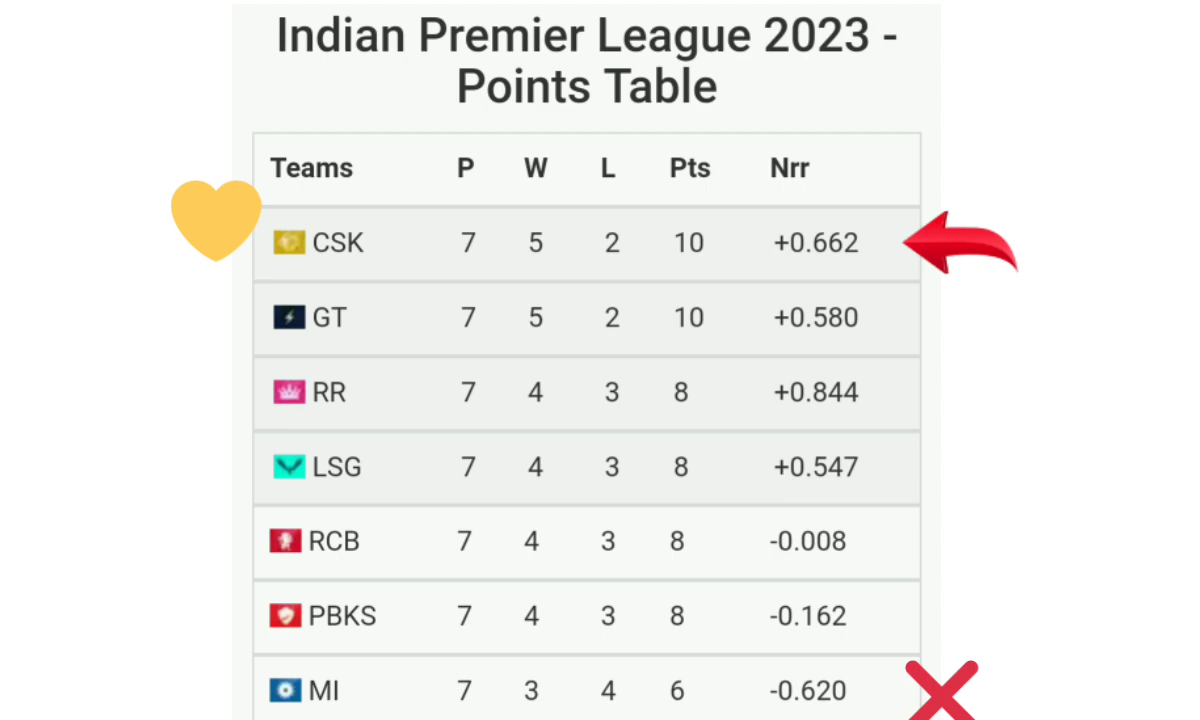 Indian Premier League 2023 -
Points Table
Teams P W L Pts Nrr
CSK 7 5 2 10 +0.662
GT 7 5 2 10 +0.580
RR 7 4 3 8 +0.844
LSG 7 4 3 8 +0.547
RCB 7 4 3 8 -0.008
PBKS 7 4 3 8 -0.162
MI 7 3 4 6 -0.620